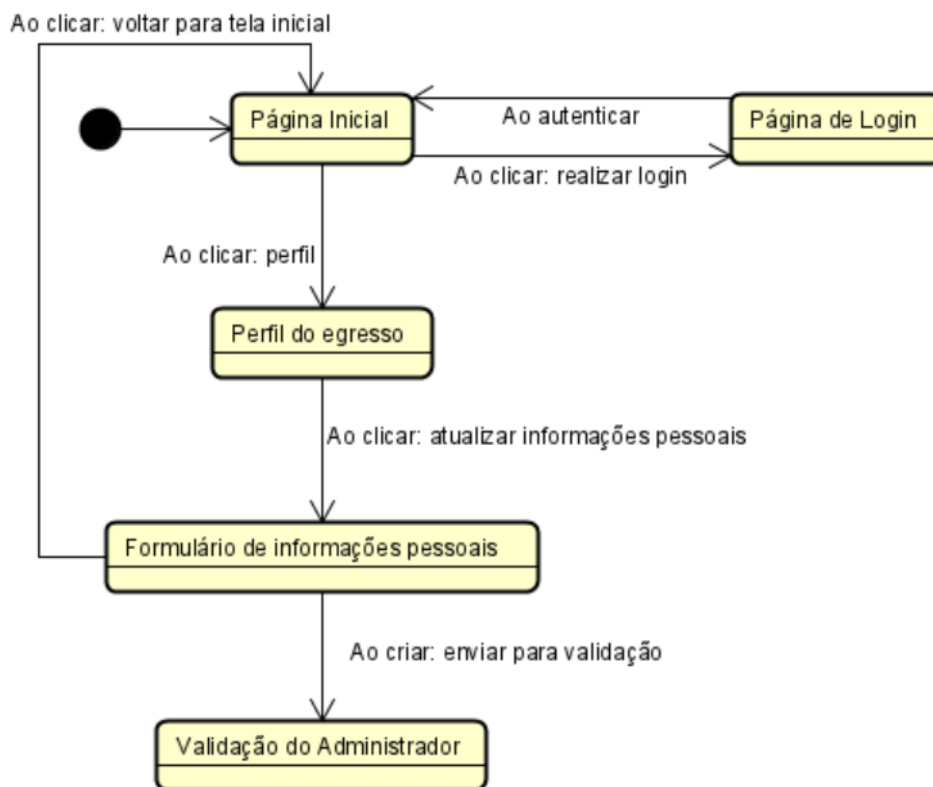 Ao clicar: voltar para tela inicial
Página Inicial
Página de Login
Ao autenticar
Ao clicar: realizar login
Ao clicar: perfil
Perfil do egresso
Ao clicar: atualizar informações pessoais
Formulário de informações pessoais
Ao criar: enviar para validação
Validação do Administrador